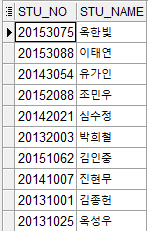 STU_NO STU_NAME
20153075 옥한빛
20153088 이태연
20143054 유가인
20152088 조민우
20142021 심수정
20132003 박희철
20151062 김인중
20141007 진현무
20131001 김종헌
20131025 옥성우